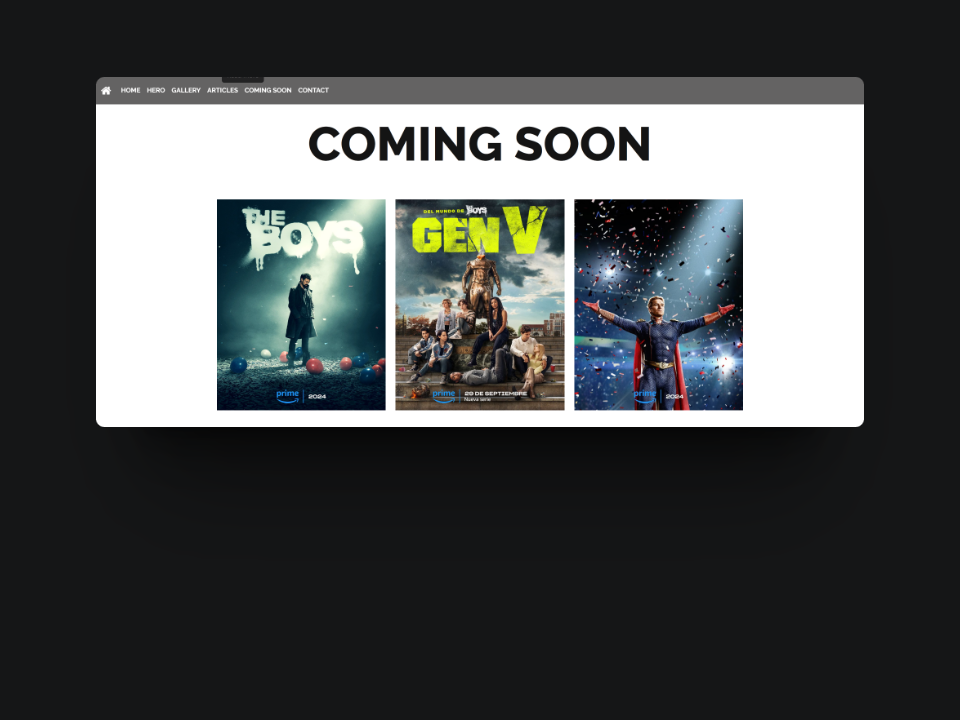 HOME HERO GALLERY ARTICLES COMING SOON CONTACT
COMING SOON
THE
BOYS
prime | 2024
DEL MUNDO DE THE BOYS
GEN V
prime | 29 DE SEPTIEMBRE
Nueva serie
prime | 2024